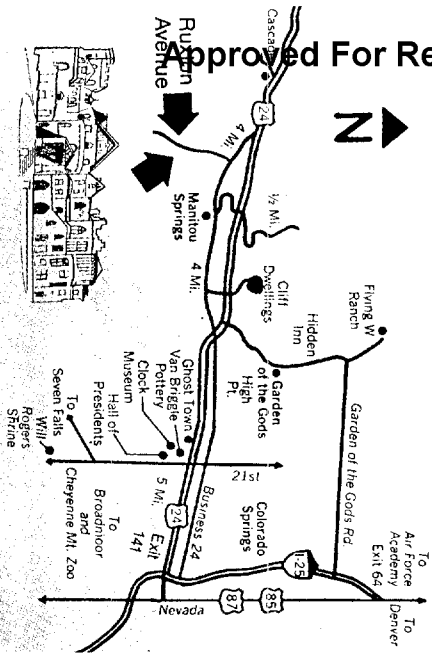 Approved For Re
Ruxton
Avenue
Cascade
24
4 Mi.
N
½ Mi.
Manitou
Springs
4 Mi.
Cliff
Dwellings
Flying W
Ranch
Hidden
Inn
Garden
of the Gods
High
Pt.
Garden of the Gods Rd.
Ghost Town
Van Briggle
Pottery
Clock
Museum
Hall of
Presidents
To
Seven Falls
Will
Rogers
Shrine
21st
5 Mi.
24
Business 24
Exit
141
Colorado
Springs
I-25
To
Air Force
Academy
Exit 64
To
Denver
To
Broadmoor
and
Cheyenne Mt. Zoo
Nevada
87
85